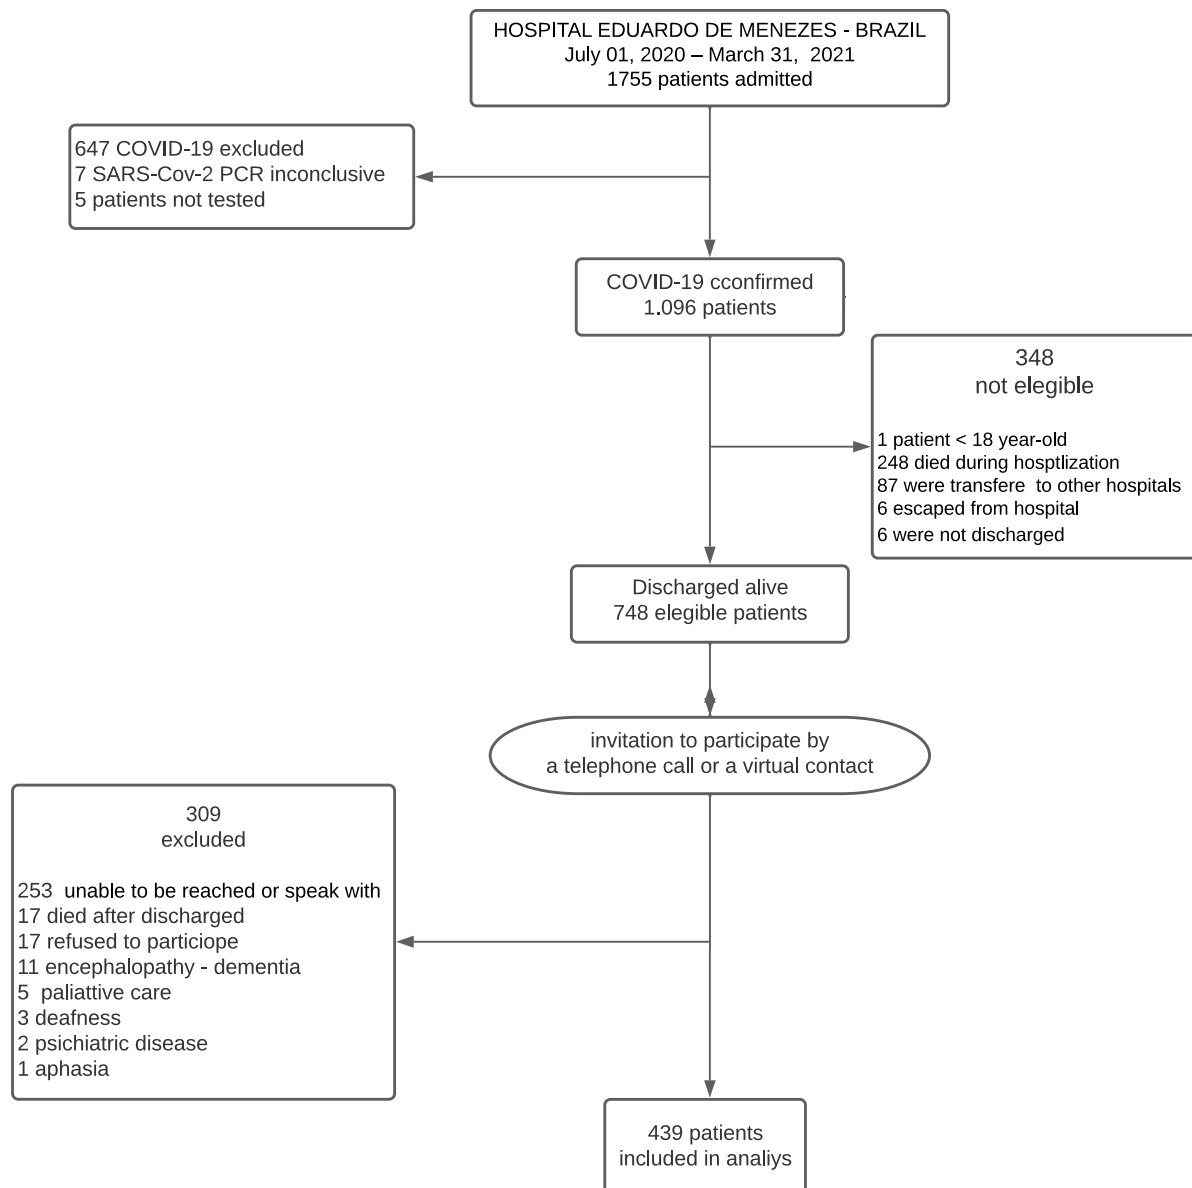 HOSPITAL EDUARDO DE MENEZES - BRAZIL
July 01, 2020 – March 31, 2021
1755 patients admitted
647 COVID-19 excluded
7 SARS-Cov-2 PCR inconclusive
5 patients not tested
COVID-19 cconfirmed
1.096 patients
348
not elegible
1 patient < 18 year-old
248 died during hosptlization
87 were transfere to other hospitals
6 escaped from hospital
6 were not discharged
Discharged alive
748 elegible patients
invitation to participate by
a telephone call or a virtual contact
309
excluded
253 unable to be reached or speak with
17 died after discharged
17 refused to particiope
11 encephalopathy - dementia
5 paliattive care
3 deafness
2 psichiatric disease
1 aphasia
439 patients
included in analiys